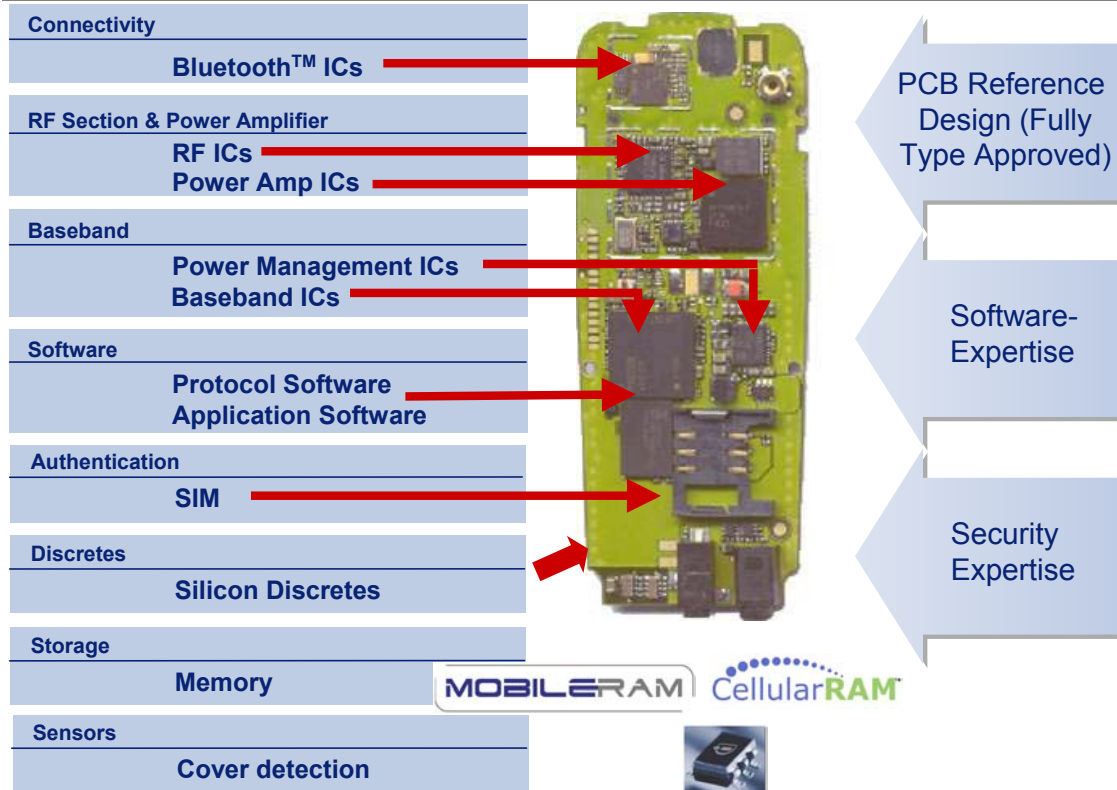 Connectivity
Bluetooth™ ICs
RF Section & Power Amplifier
RF ICs
Power Amp ICs
Baseband
Power Management ICs
Baseband ICs
Software
Protocol Software
Application Software
Authentication
SIM
Discretes
Silicon Discretes
Storage
Memory
MOBILERAM
CellularRAM™
Sensors
Cover detection
PCB Reference
Design (Fully
Type Approved)
Software-
Expertise
Security
Expertise